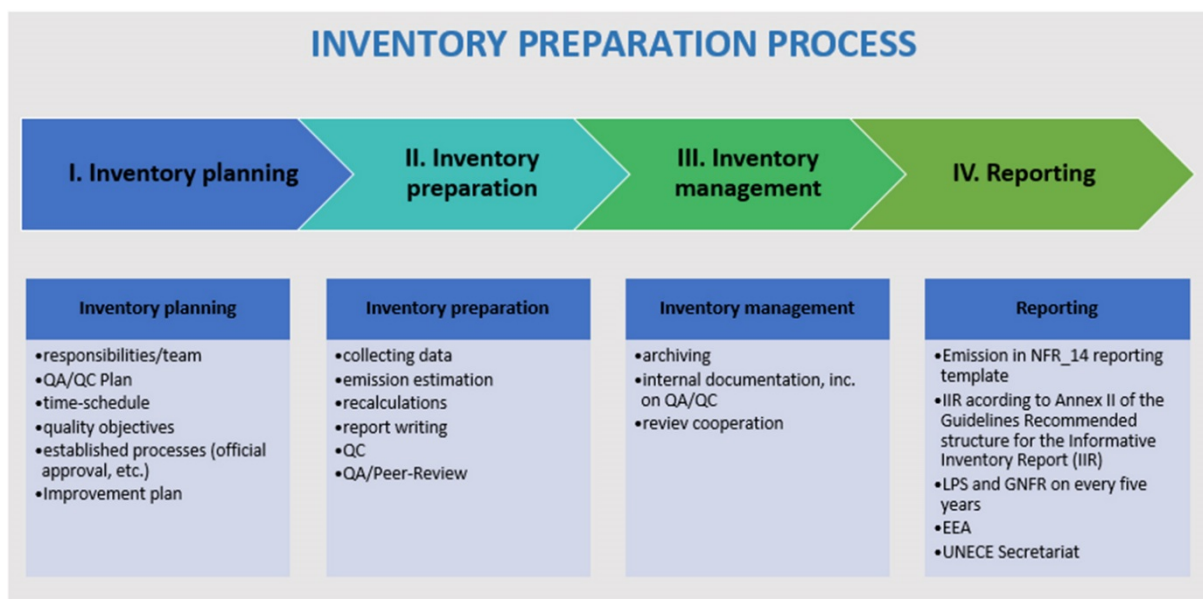 INVENTORY PREPARATION PROCESS
I. Inventory planning
II. Inventory
preparation
III. Inventory
management
IV. Reporting
Inventory planning
•responsibilities/team
•QA/QC Plan
•time-schedule
•quality objectives
•established processes (official
approval, etc.)
•Improvement plan
Inventory preparation
•collecting data
•emission estimation
•recalculations
•report writing
•QC
•QA/Peer-Review
Inventory management
•archiving
•internal documentation, inc.
on QA/QC
•reviev cooperation
Reporting
•Emission in NFR_14 reporting
template
•IIR acording to Annex II of the
Guidelines Recommended
structure for the Informative
Inventory Report (IIR)
•LPS and GNFR on every five
years
•EEA
•UNECE Secretariat